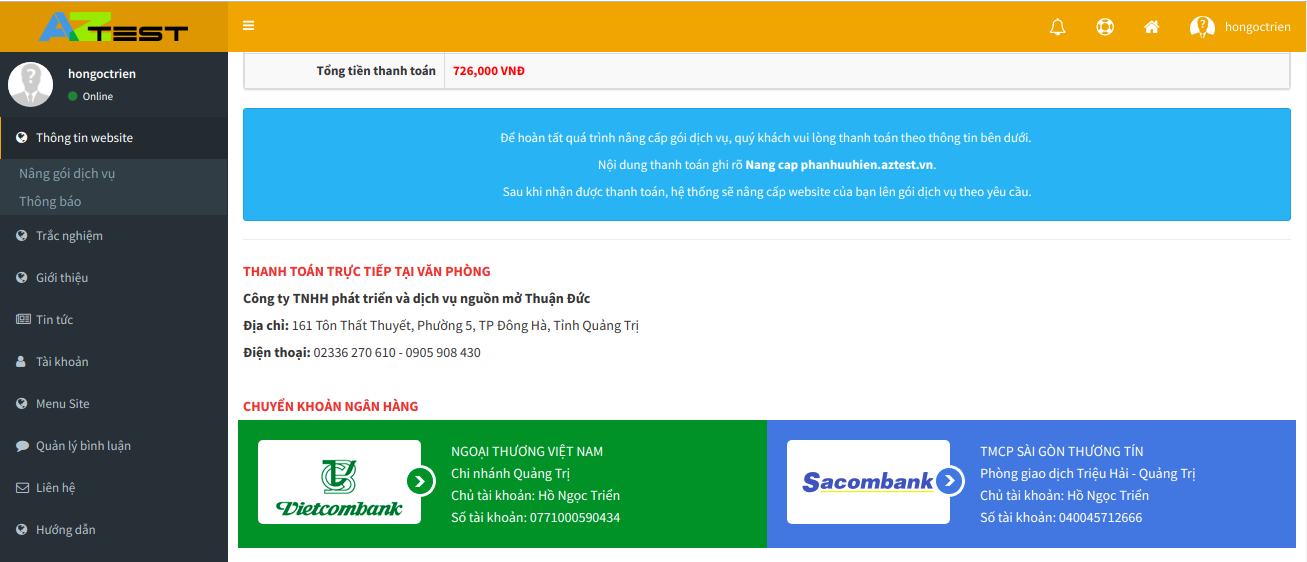 AZTEST
hongoctrien
Tổng tiền thanh toán 726,000 VNĐ
hongoctrien
Online
Thông tin website
Nâng gói dịch vụ
Thông báo
Trắc nghiệm
Giới thiệu
Tin tức
Tài khoản
Menu Site
Quản lý bình luận
Liên hệ
Hướng dẫn
Để hoàn tất quá trình nâng cấp gói dịch vụ, quý khách vui lòng thanh toán theo thông tin bên dưới.
Nội dung thanh toán ghi rõ Nang cap phanhuuhien.aztest.vn.
Sau khi nhận được thanh toán, hệ thống sẽ nâng cấp website của bạn lên gói dịch vụ theo yêu cầu.
THANH TOÁN TRỰC TIẾP TẠI VĂN PHÒNG
Công ty TNHH phát triển và dịch vụ nguồn mở Thuận Đức
Địa chỉ: 161 Tôn Thất Thuyết, Phường 5, TP Đông Hà, Tỉnh Quảng Trị
Điện thoại: 02336 270 610 - 0905 908 430
CHUYỂN KHOẢN NGÂN HÀNG
Vietcombank
NGOẠI THƯƠNG VIỆT NAM
Chi nhánh Quảng Trị
Chủ tài khoản: Hồ Ngọc Triển
Số tài khoản: 0771000590434
Sacombank
TMCP SÀI GÒN THƯƠNG TÍN
Phòng giao dịch Triệu Hải - Quảng Trị
Chủ tài khoản: Hồ Ngọc Triển
Số tài khoản: 040045712666